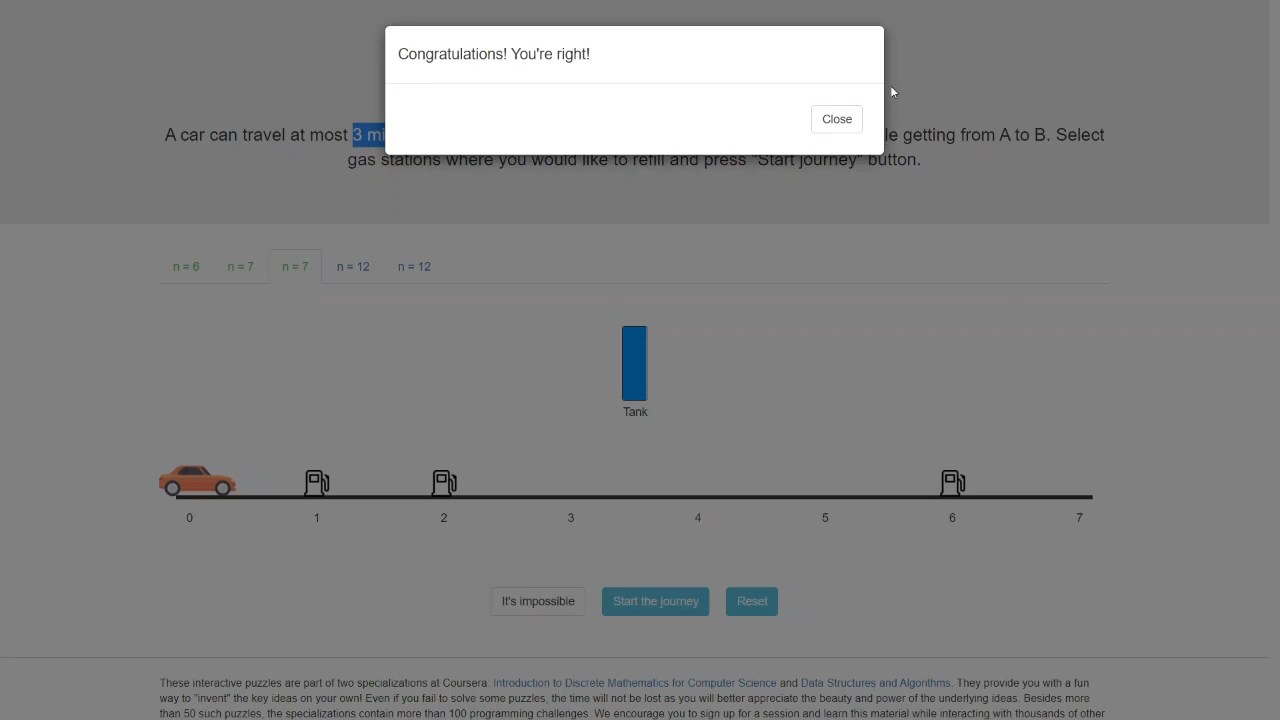 Congratulations! You're right!
Close
A car can travel at most 3 mi le getting from A to B. Select
gas stations where you would like to refill and press "Start journey" button.
n = 6 n = 7 n = 7 n = 12 n = 12
Tank
0 1 2 3 4 5 6 7
It's impossible Start the journey Reset
These interactive puzzles are part of two specializations at Coursera: Introduction to Discrete Mathematics for Computer Science and Data Structures and Algorithms. They provide you with a fun
way to "invent" the key ideas on your own! Even if you fail to solve some puzzles, the time will not be lost as you will better appreciate the beauty and power of the underlying ideas. Besides more
than 50 such puzzles, the specializations contain more than 100 programming challenges. We encourage you to sign up for a session and learn this material while interacting with thousands of other